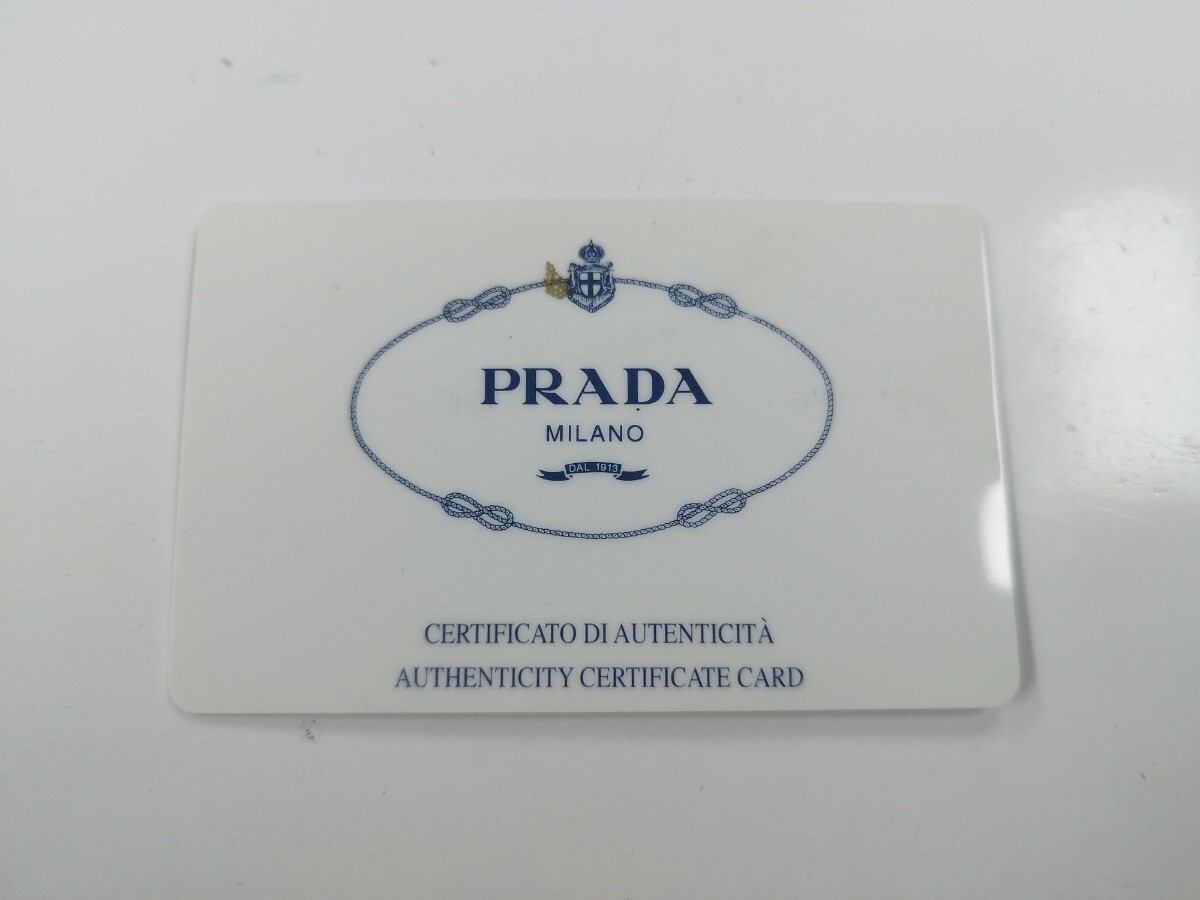 PRADA
MILANO
DAL 1913
CERTIFICATO DI AUTENTICITÀ
AUTHENTICITY CERTIFICATE CARD